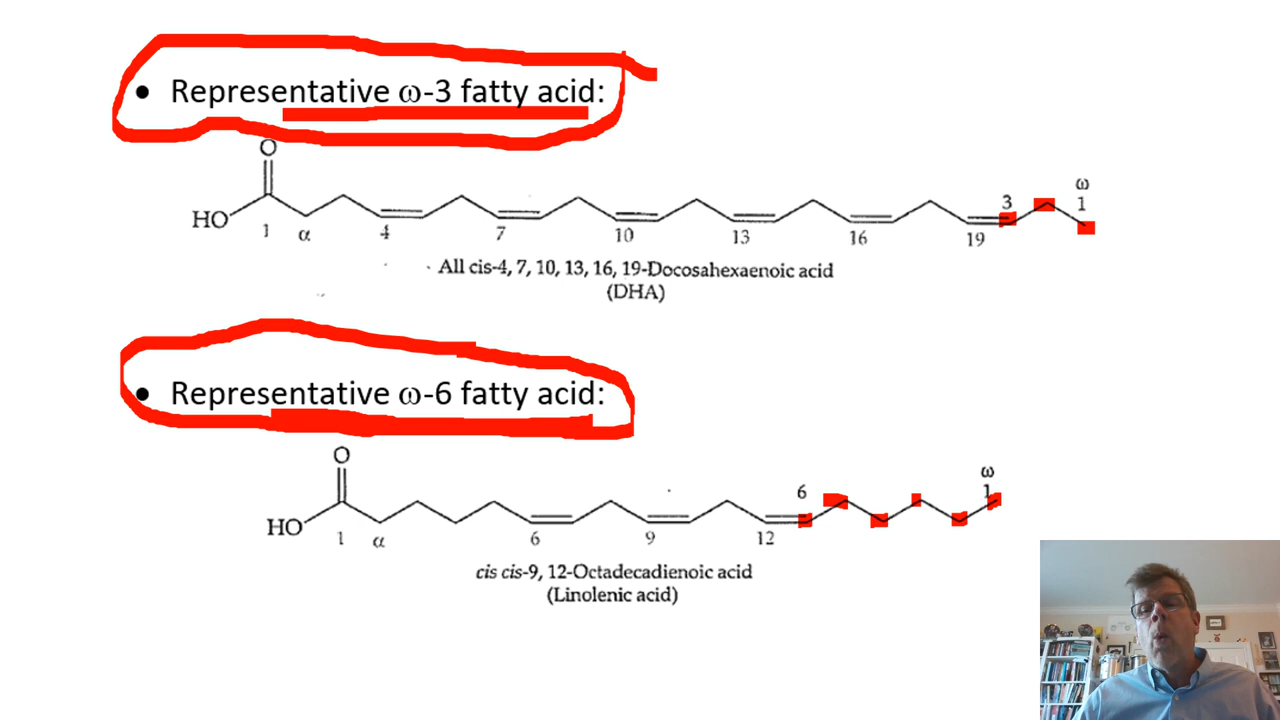 • Representative ω-3 fatty acid:
O
ω
HO 1 α 4 7 10 13 16 19 3 1
All cis-4, 7, 10, 13, 16, 19-Docosahexaenoic acid
(DHA)
• Representative ω-6 fatty acid:
O
ω
6 1
HO 1 α 6 9 12
cis cis-9, 12-Octadecadienoic acid
(Linolenic acid)